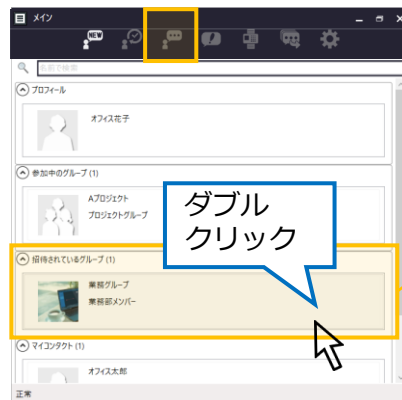 メイン
NEW
名前で検索
プロフィール
オフィス花子
参加中のグループ (1)
Aプロジェクト
プロジェクトグループ
ダブル
クリック
招待されているグループ (1)
業務グループ
業務部メンバー
マイコンタクト (1)
オフィス太郎
正常